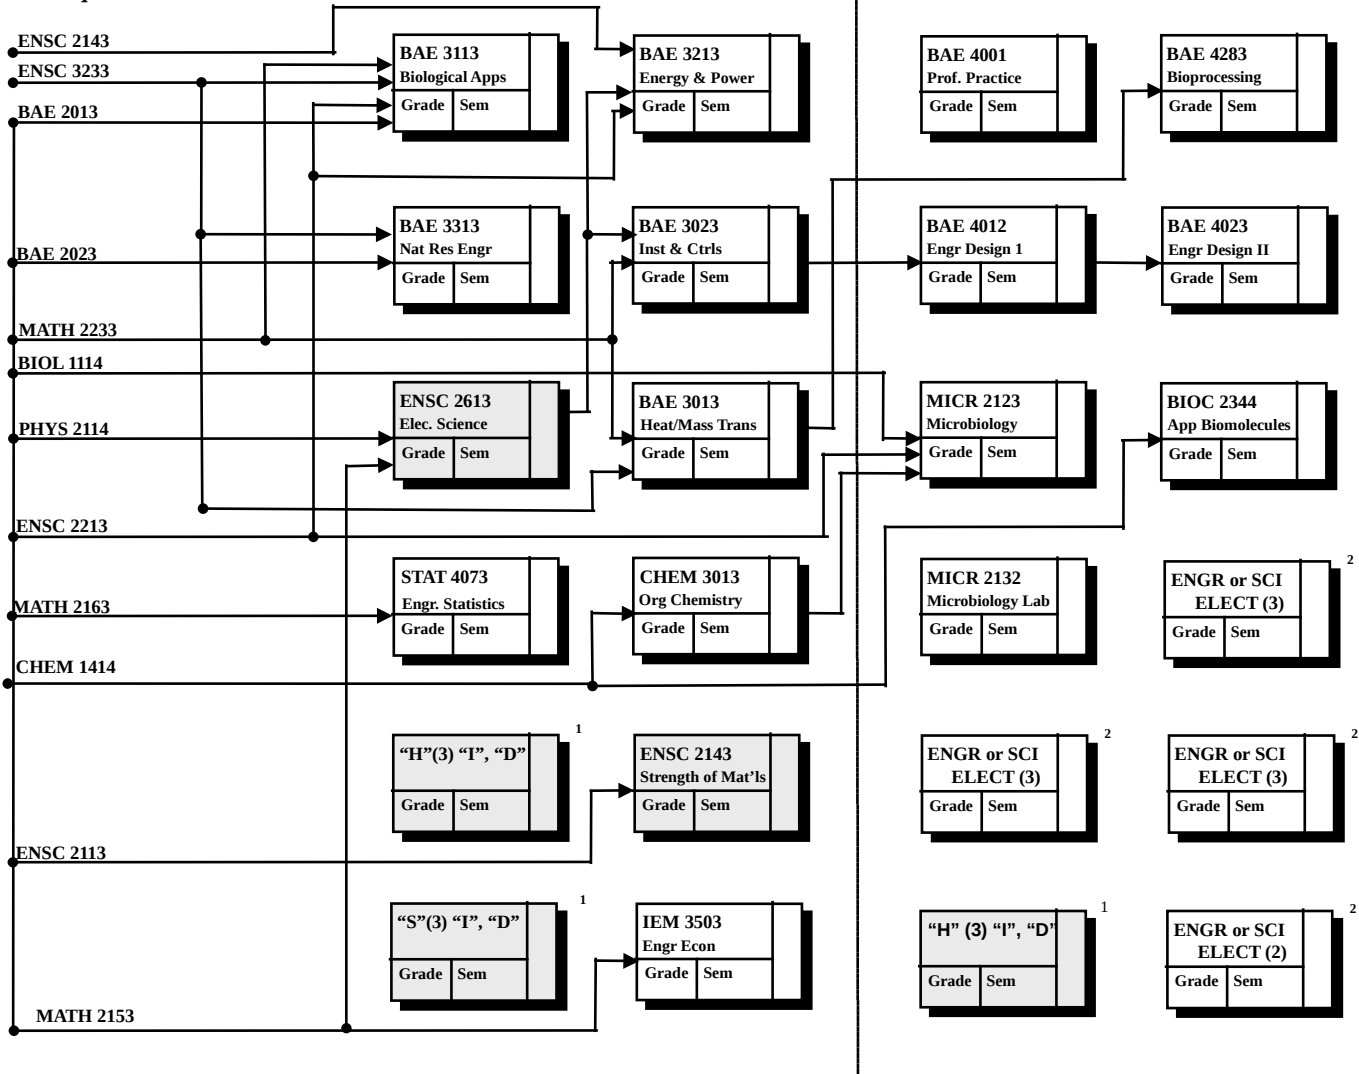 ENSC 2143
ENSC 3233
BAE 2013
BAE 2023
MATH 2233
BIOL 1114
PHYS 2114
ENSC 2213
MATH 2163
CHEM 1414
ENSC 2113
MATH 2153
BAE 3113
Biological Apps
Grade Sem
BAE 3313
Nat Res Engr
Grade Sem
ENSC 2613
Elec. Science
Grade Sem
STAT 4073
Engr. Statistics
Grade Sem
“H”(3) “I”, “D”
1
Grade Sem
“S”(3) “I”, “D”
1
Grade Sem
BAE 3213
Energy & Power
Grade Sem
BAE 3023
Inst & Ctrls
Grade Sem
BAE 3013
Heat/Mass Trans
Grade Sem
CHEM 3013
Org Chemistry
Grade Sem
ENSC 2143
Strength of Mat’ls
Grade Sem
IEM 3503
Engr Econ
Grade Sem
BAE 4001
Prof. Practice
Grade Sem
BAE 4012
Engr Design 1
Grade Sem
MICR 2123
Microbiology
Grade Sem
MICR 2132
Microbiology Lab
Grade Sem
ENGR or SCI
ELECT (3)
2
Grade Sem
“H” (3) “I”, “D”
1
Grade Sem
BAE 4283
Bioprocessing
Grade Sem
BAE 4023
Engr Design II
Grade Sem
BIOC 2344
App Biomolecules
Grade Sem
ENGR or SCI
ELECT (3)
2
Grade Sem
ENGR or SCI
ELECT (3)
2
Grade Sem
ENGR or SCI
ELECT (2)
2
Grade Sem